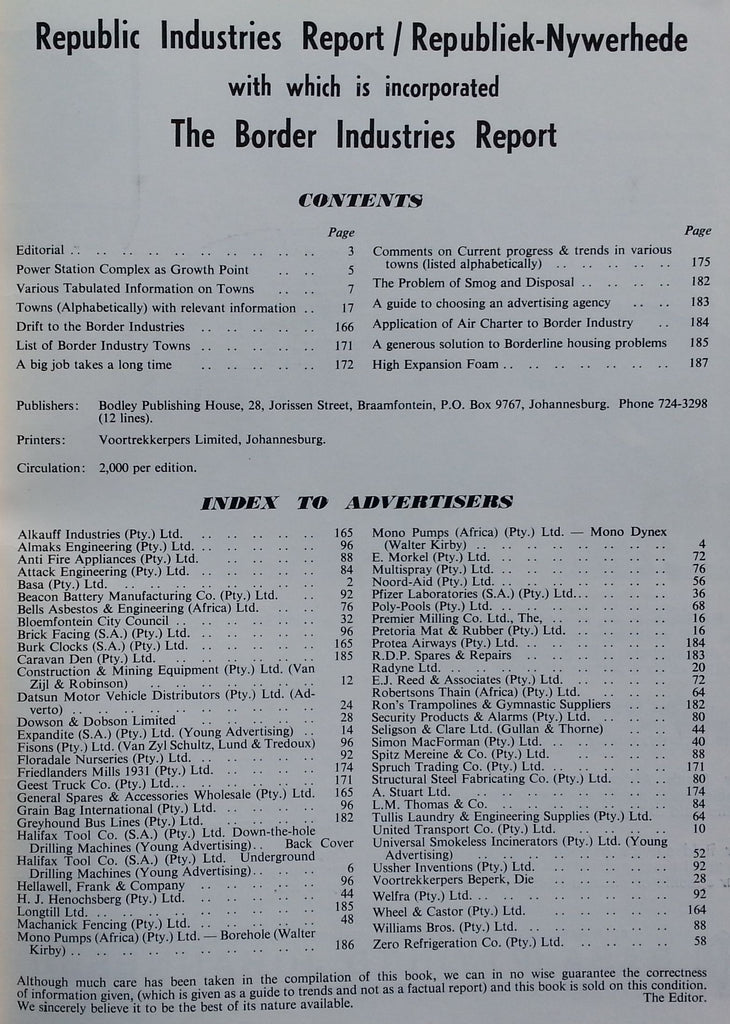 Republic Industries Report / Republiek-Nywerhede
with which is incorporated
The Border Industries Report
CONTENTS
Page
Editorial .. .. .. .. .. .. .. .. .. .. 3
Power Station Complex as Growth Point .. .. 5
Various Tabulated Information on Towns .. .. 7
Towns (Alphabetically) with relevant information .. 17
Drift to the Border Industries .. .. .. .. .. 166
List of Border Industry Towns .. .. .. .. .. 171
A big job takes a long time .. .. .. .. .. 172
Page
Comments on Current progress & trends in various
towns (listed alphabetically) .. .. .. .. 175
The Problem of Smog and Disposal .. .. .. .. 182
A guide to choosing an advertising agency .. .. 183
Application of Air Charter to Border Industry .. 184
A generous solution to Borderline housing problems 185
High Expansion Foam .. .. .. .. .. .. .. 187
Publishers: Bodley Publishing House, 28, Jorissen Street, Braamfontein, P.O. Box 9767, Johannesburg. Phone 724-3298
(12 lines).
Printers: Voortrekkerpers Limited, Johannesburg.
Circulation: 2,000 per edition.
INDEX TO ADVERTISERS
Alkauff Industries (Pty.) Ltd. .. .. .. .. .. 165
Almaks Engineering (Pty.) Ltd. .. .. .. .. .. 96
Anti Fire Appliances (Pty.) Ltd. .. .. .. .. .. 88
Attack Engineering (Pty.) Ltd. .. .. .. .. .. 84
Basa (Pty.) Ltd. .. .. .. .. .. .. .. .. 2
Beacon Battery Manufacturing Co. (Pty.) Ltd. .. .. 92
Bells Asbestos & Engineering (Africa) Ltd. .. .. 76
Bloemfontein City Council .. .. .. .. .. .. 32
Brick Facing (S.A.) (Pty.) Ltd. .. .. .. .. .. 96
Burk Clocks (S.A.) (Pty.) Ltd. .. .. .. .. .. 165
Caravan Den (Pty.) Ltd. .. .. .. .. .. .. 185
Construction & Mining Equipment (Pty.) Ltd. (Van
Zijl & Robinson) .. .. .. .. .. .. .. 12
Datsun Motor Vehicle Distributors (Pty.) Ltd. (Ad-
verto) .. .. .. .. .. .. .. .. .. 24
Dowson & Dobson Limited .. .. .. .. .. 28
Expandite (S.A.) (Pty.) Ltd. (Young Advertising) .. 14
Fisons (Pty.) Ltd. (Van Zyl Schultz, Lund & Tredoux) 96
Floradale Nurseries (Pty.) Ltd. .. .. .. .. .. 92
Friedlanders Mills 1931 (Pty.) Ltd. .. .. .. .. 174
Geest Truck Co. (Pty.) Ltd. .. .. .. .. .. .. 171
General Spares & Accessories Wholesale (Pty.) Ltd. 165
Grain Bag International (Pty.) Ltd. .. .. .. .. 96
Greyhound Bus Lines (Pty.) Ltd. .. .. .. .. 182
Halifax Tool Co. (S.A.) (Pty.) Ltd. Down-the-hole
Drilling Machines (Young Advertising) .. Back Cover
Halifax Tool Co. (S.A.) (Pty.) Ltd. Underground
Drilling Machines (Young Advertising) .. .. .. 6
Hellawell, Frank & Company .. .. .. .. .. 96
H. J. Henochsberg (Pty.) Ltd. .. .. .. .. .. 44
Longtill Ltd. .. .. .. .. .. .. .. .. 185
Machanick Fencing (Pty.) Ltd. .. .. .. .. .. 48
Mono Pumps (Africa) (Pty.) Ltd. — Borehole (Walter
Kirby) .. .. .. .. .. .. .. .. .. 186
Mono Pumps (Africa) (Pty.) Ltd. — Mono Dynex
(Walter Kirby) .. .. .. .. .. .. .. .. 4
E. Morkel (Pty.) Ltd. .. .. .. .. .. .. .. 72
Multispray (Pty.) Ltd. .. .. .. .. .. .. .. 76
Noord-Aid (Pty.) Ltd. .. .. .. .. .. .. .. 56
Pfizer Laboratories (S.A.) (Pty.) Ltd. .. .. .. .. 36
Poly-Pools (Pty.) Ltd. .. .. .. .. .. .. .. 68
Premier Milling Co. Ltd., The, .. .. .. .. .. 16
Pretoria Mat & Rubber (Pty.) Ltd. .. .. .. .. 16
Protea Airways (Pty.) Ltd. .. .. .. .. .. .. 184
R.D.P. Spares & Repairs .. .. .. .. .. .. 183
Radyne Ltd. .. .. .. .. .. .. .. .. 20
E.J. Reed & Associates (Pty.) Ltd. .. .. .. .. 72
Robertsons Thain (Africa) (Pty.) Ltd. .. .. .. 64
Ron's Trampolines & Gymnastic Suppliers .. .. 182
Security Products & Alarms (Pty.) Ltd. .. .. .. 80
Seligson & Clare Ltd. (Gullan & Thorne) .. .. .. 44
Simon MacForman (Pty.) Ltd. .. .. .. .. .. 40
Spitz Mereine & Co. (Pty.) Ltd. .. .. .. .. .. 88
Spruch Trading Co. (Pty.) Ltd. .. .. .. .. .. 171
Structural Steel Fabricating Co. (Pty.) Ltd. .. .. 80
A. Stuart Ltd. .. .. .. .. .. .. .. .. 174
L.M. Thomas & Co. .. .. .. .. .. .. .. 84
Tullis Laundry & Engineering Supplies (Pty.) Ltd. 64
United Transport Co. (Pty.) Ltd. .. .. .. .. .. 10
Universal Smokeless Incinerators (Pty.) Ltd. (Young
Advertising) .. .. .. .. .. .. .. .. 52
Ussher Inventions (Pty.) Ltd. .. .. .. .. .. 92
Voortrekkerpers Beperk, Die .. .. .. .. .. 28
Welfra (Pty.) Ltd. .. .. .. .. .. .. .. .. 92
Wheel & Castor (Pty.) Ltd. .. .. .. .. .. 164
Williams Bros. (Pty.) Ltd. .. .. .. .. .. .. 88
Zero Refrigeration Co. (Pty.) Ltd. .. .. .. .. 58
Although much care has been taken in the compilation of this book, we can in no wise guarantee the correctness
of information given, (which is given as a guide to trends and not as a factual report) and this book is sold on this condition.
We sincerely believe it to be the best of its nature available. The Editor.